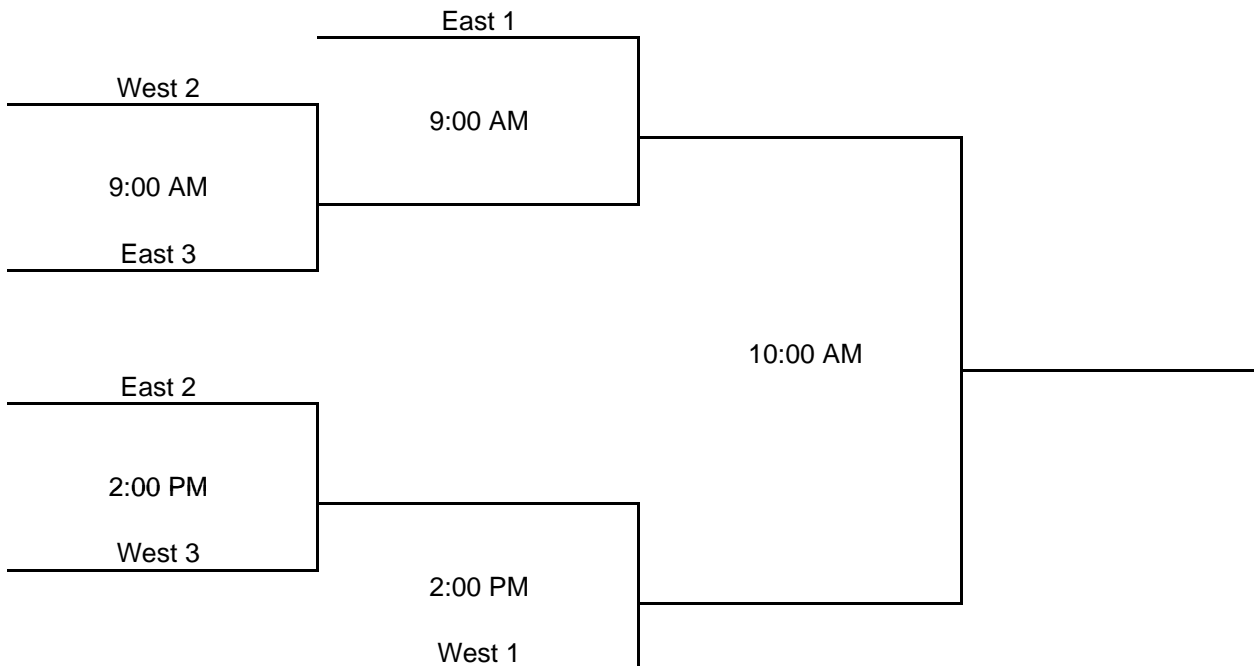 East 1
West 2
9:00 AM
9:00 AM
East 3
10:00 AM
East 2
2:00 PM
West 3
2:00 PM
West 1